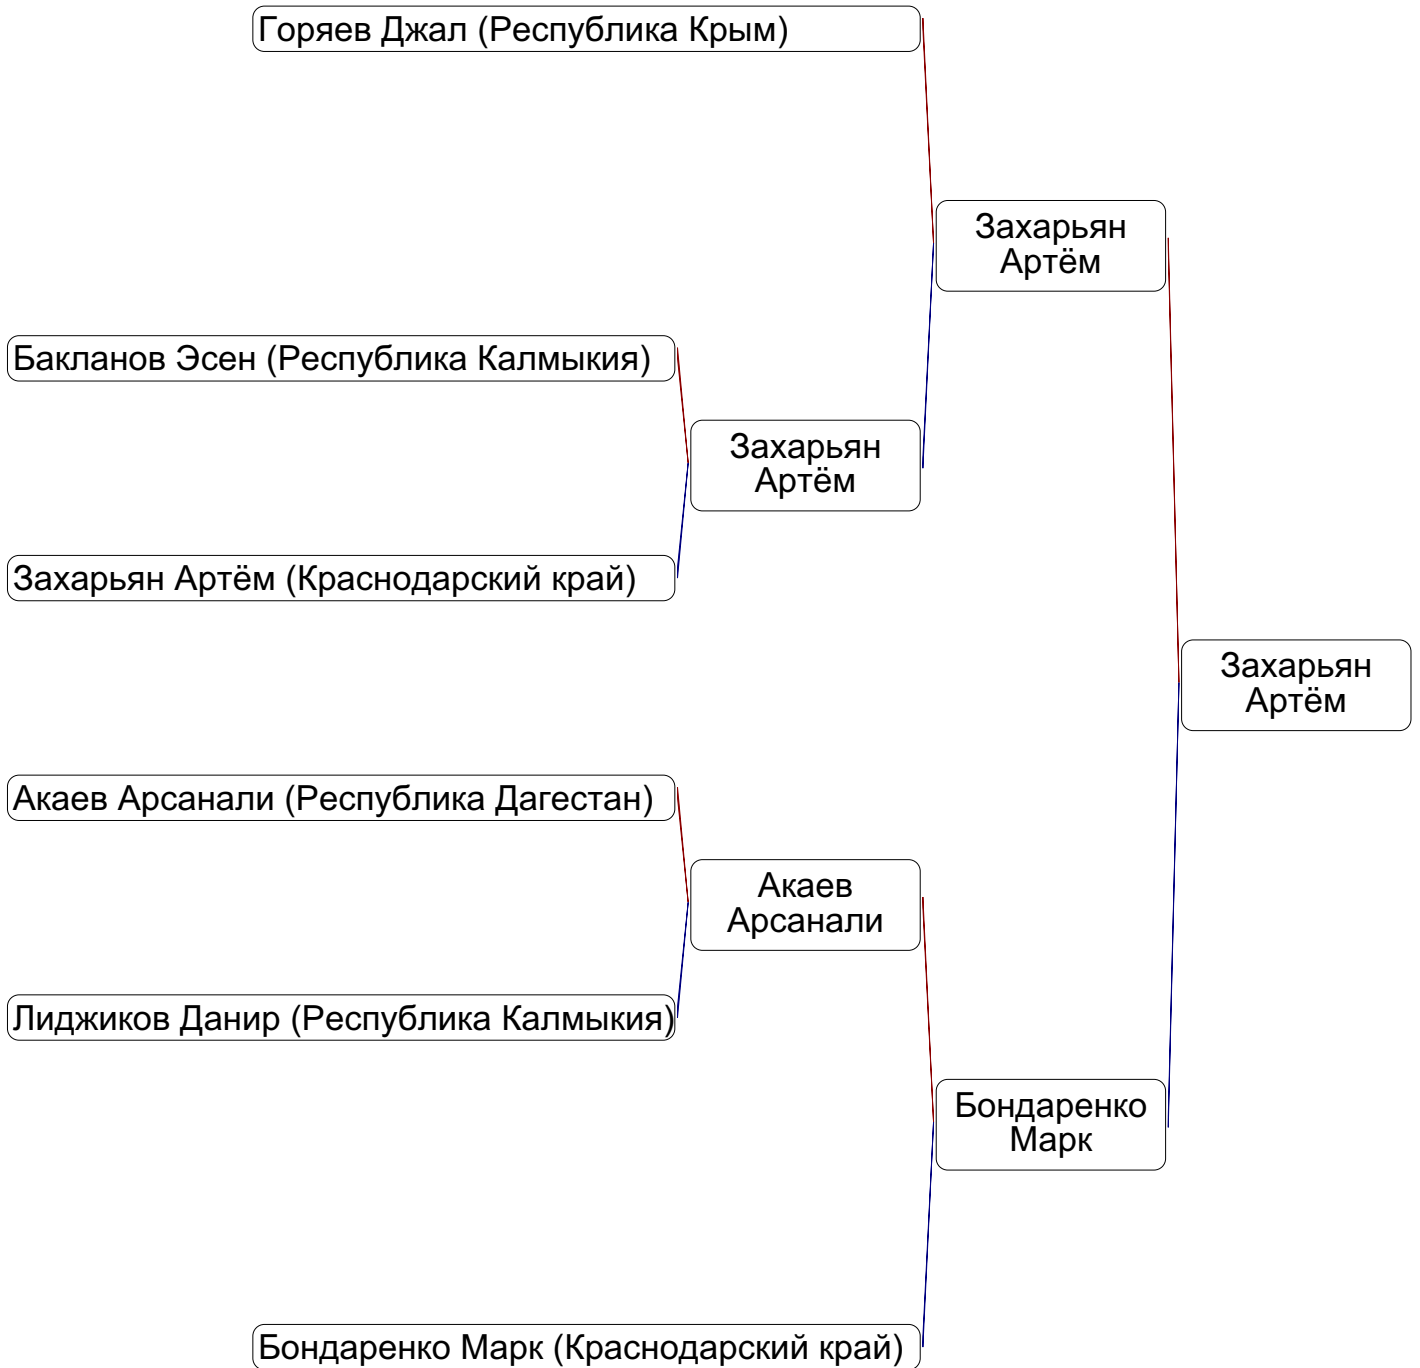 Горяев Джал (Республика Крым)
Захарьян
Артём
Бакланов Эсен (Республика Калмыкия)
Захарьян
Артём
Захарьян Артём (Краснодарский край)
Захарьян
Артём
Акаев Арсанали (Республика Дагестан)
Акаев
Арсанали
Лиджиков Данир (Республика Калмыкия)
Бондаренко
Марк
Бондаренко Марк (Краснодарский край)